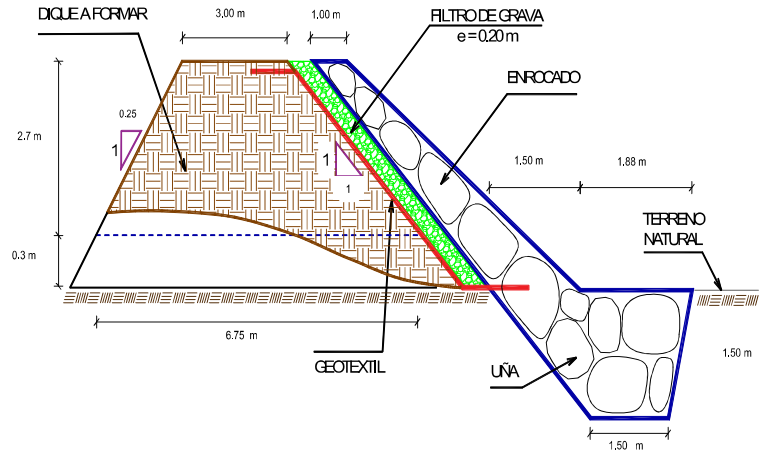 DIQUE A FORMAR
3,00 m
1,00 m
FILTRO DE GRAVA
e = 0.20 m
ENROCADO
0.25
1
2.7 m
1
1
1,50 m
1,88 m
TERRENO
NATURAL
0.3 m
6.75 m
GEOTEXTIL
UÑA
1.50 m
1,50 m